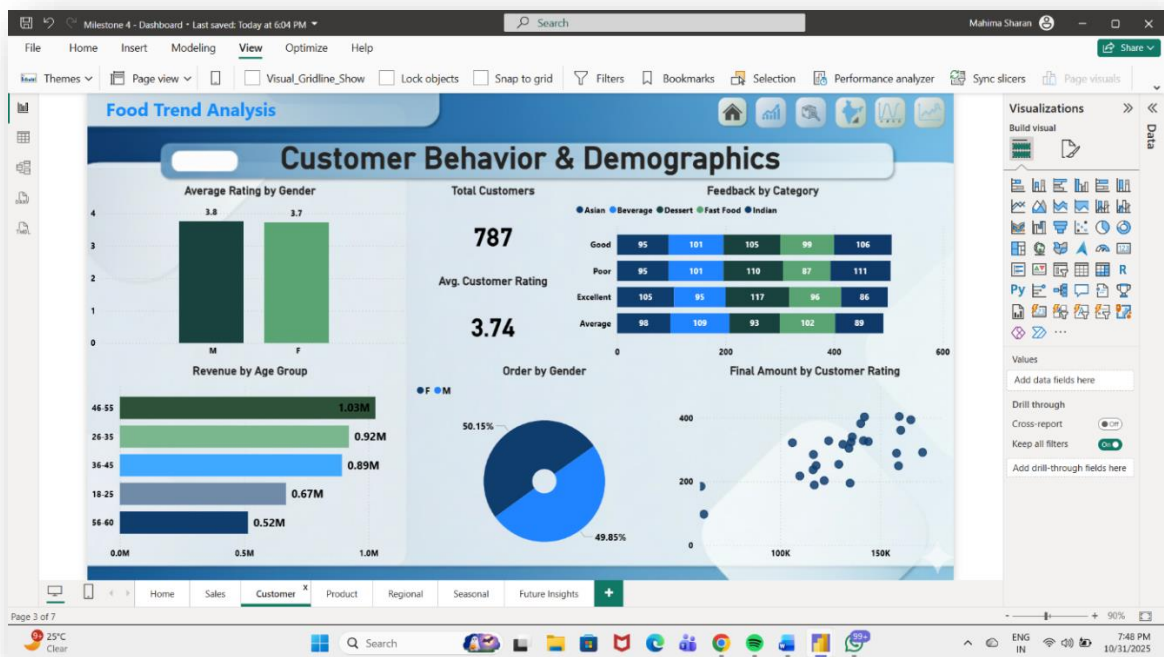 Milestone 4 - Dashboard • Last saved: Today at 6:04 PM
Search
Mahima Sharan
File Home Insert Modeling View Optimize Help
Share
Themes Page view Visual_Gridline_Show Lock objects Snap to grid Filters Bookmarks Selection Performance analyzer Sync slicers Page visuals
Food Trend Analysis
Customer Behavior & Demographics
Average Rating by Gender
4
3
2
1
0
3.8 3.7
M F
Total Customers
787
Avg. Customer Rating
3.74
Feedback by Category
Asian Beverage Dessert Fast Food Indian
Good 95 101 105 99 106
Poor 95 101 110 87 111
Excellent 105 95 117 96 86
Average 98 109 93 102 89
0 200 400 600
Revenue by Age Group
46-55 1.03M
26-35 0.92M
36-45 0.89M
18-25 0.67M
56-60 0.52M
0.0M 0.5M 1.0M
Order by Gender
F M
50.15%
49.85%
Final Amount by Customer Rating
400
200
0
100K 150K
Visualizations
Build visual
Data
R
Py
Values
Add data fields here
Drill through
Cross-report Off
Keep all filters On
Add drill-through fields here
Home Sales Customer X Product Regional Seasonal Future Insights +
Page 3 of 7
- + 90%
9+
25°C
Clear
Search
99+
ENG
IN
7:48 PM
10/31/2025